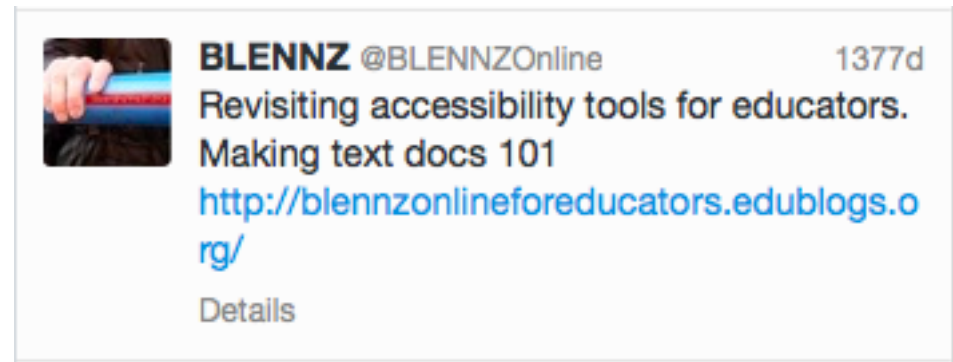 BLENNZ @BLENNZOnline 1377d
Revisiting accessibility tools for educators.
Making text docs 101
http://blennzonlineforeducators.edublogs.o
rg/
Details